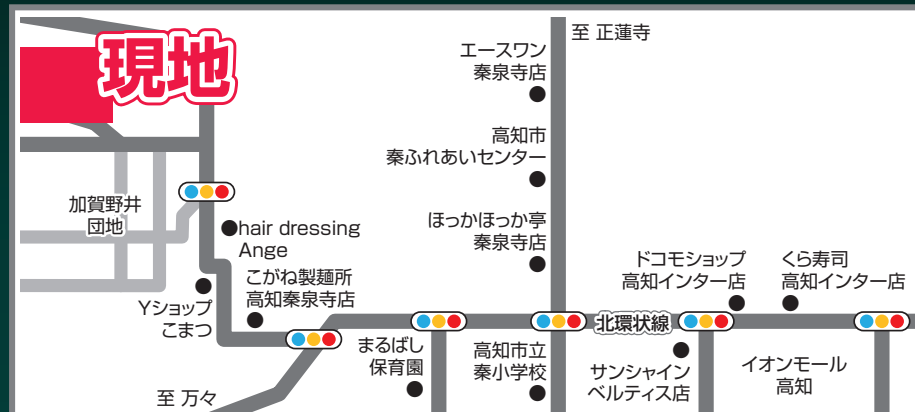 現地
至 正蓮寺
エースワン
秦泉寺店
高知市
秦ふれあいセンター
加賀野井
団地
hair dressing
Ange
ほっかほっか亭
秦泉寺店
こがね製麺所
高知秦泉寺店
Yショップ
こまつ
ドコモショップ
高知インター店
くら寿司
高知インター店
北環状線
まるばし
保育園
高知市立
秦小学校
サンシャイン
ベルティス店
イオンモール
高知
至 万々